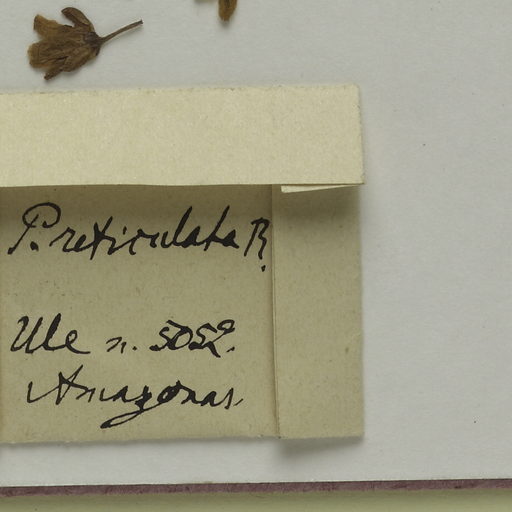 P. reticulata R.
Ule n. 5052.
Amazonas